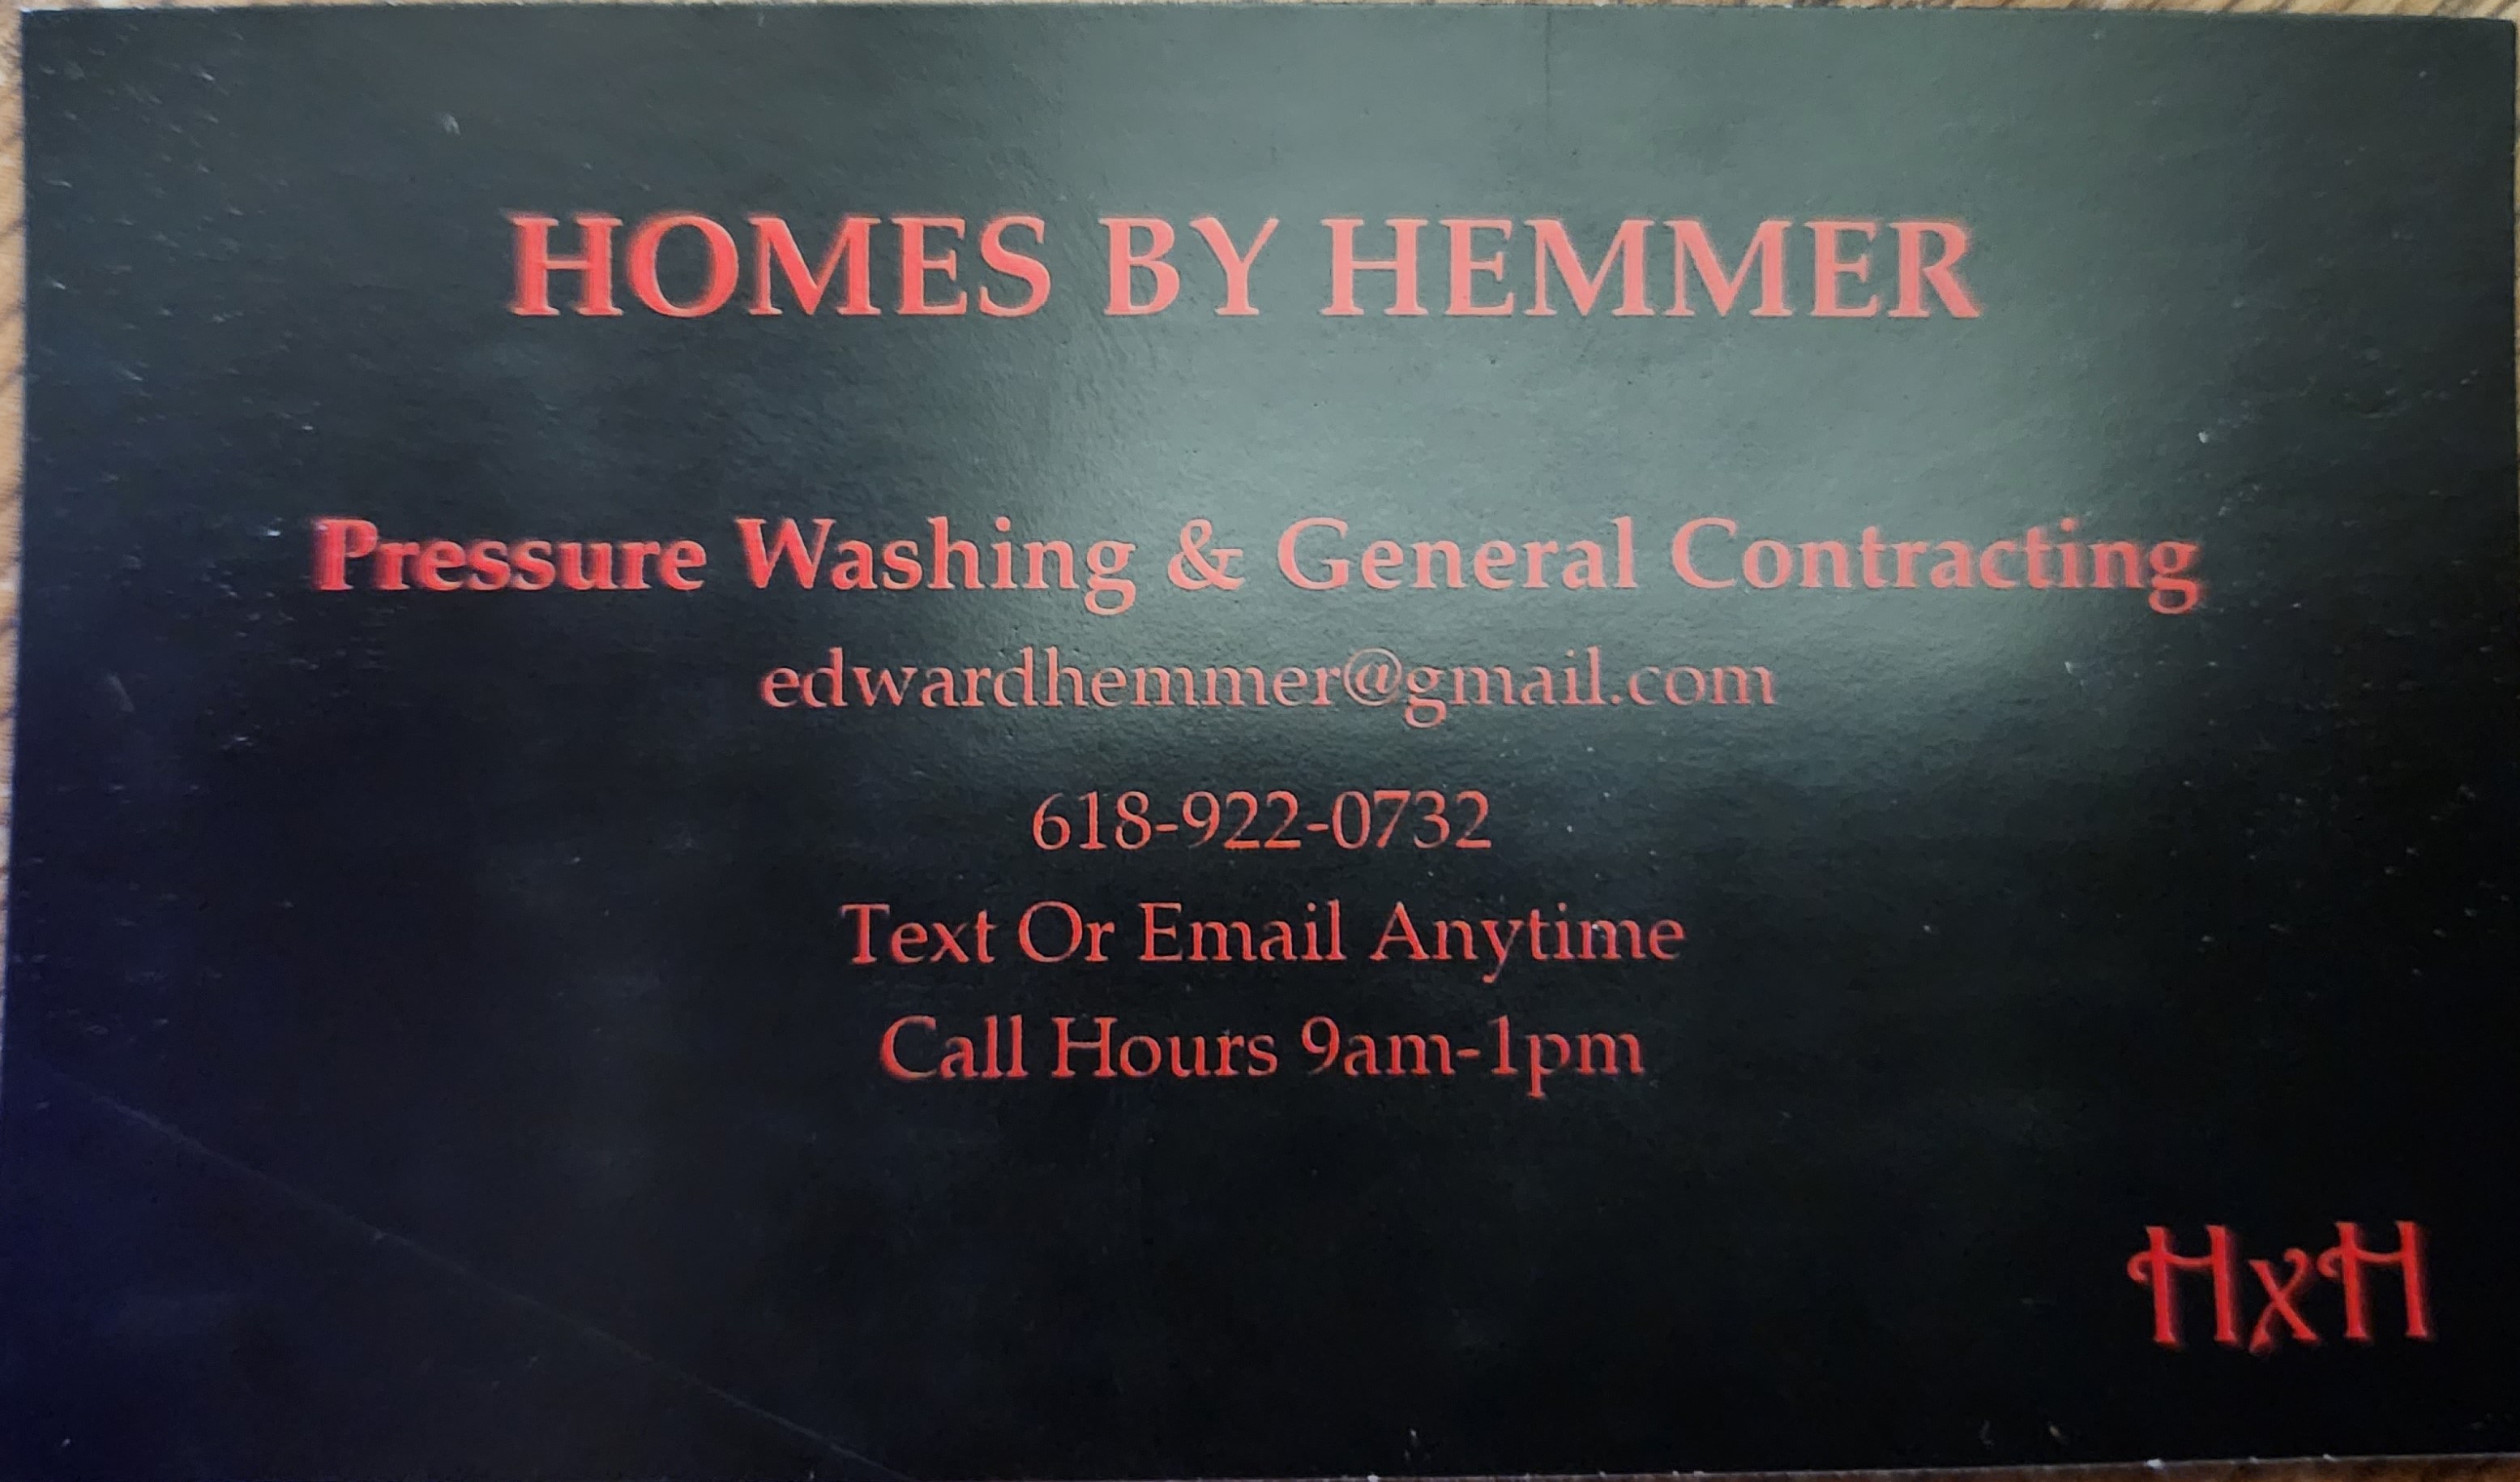 HOMES BY HEMMER
Pressure Washing & General Contracting
edwardhemmer@gmail.com
618-922-0732
Text Or Email Anytime
Call Hours 9am-1pm
HxH